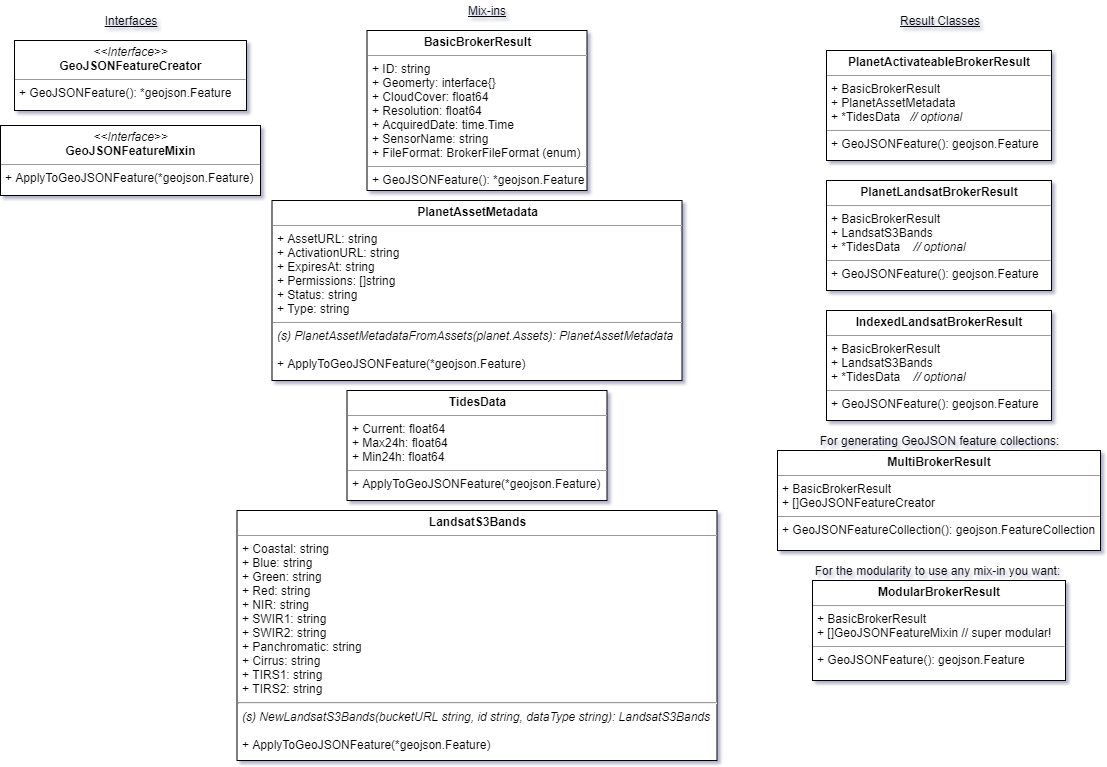 Interfaces
<<Interface>>
GeoJSONFeatureCreator
+ GeoJSONFeature(): *geojson.Feature
<<Interface>>
GeoJSONFeatureMixin
+ ApplyToGeoJSONFeature(*geojson.Feature)
Mix-ins
BasicBrokerResult
+ ID: string
+ Geomerty: interface{}
+ CloudCover: float64
+ Resolution: float64
+ AcquiredDate: time.Time
+ SensorName: string
+ FileFormat: BrokerFileFormat (enum)
+ GeoJSONFeature(): *geojson.Feature
PlanetAssetMetadata
+ AssetURL: string
+ ActivationURL: string
+ ExpiresAt: string
+ Permissions: []string
+ Status: string
+ Type: string
(s) PlanetAssetMetadataFromAssets(planet.Assets): PlanetAssetMetadata
+ ApplyToGeoJSONFeature(*geojson.Feature)
TidesData
+ Current: float64
+ Max24h: float64
+ Min24h: float64
+ ApplyToGeoJSONFeature(*geojson.Feature)
LandsatS3Bands
+ Coastal: string
+ Blue: string
+ Green: string
+ Red: string
+ NIR: string
+ SWIR1: string
+ SWIR2: string
+ Panchromatic: string
+ Cirrus: string
+ TIRS1: string
+ TIRS2: string
(s) NewLandsatS3Bands(bucketURL string, id string, dataType string): LandsatS3Bands
+ ApplyToGeoJSONFeature(*geojson.Feature)
Result Classes
PlanetActivateableBrokerResult
+ BasicBrokerResult
+ PlanetAssetMetadata
+ *TidesData // optional
+ GeoJSONFeature(): geojson.Feature
PlanetLandsatBrokerResult
+ BasicBrokerResult
+ LandsatS3Bands
+ *TidesData // optional
+ GeoJSONFeature(): geojson.Feature
IndexedLandsatBrokerResult
+ BasicBrokerResult
+ LandsatS3Bands
+ *TidesData // optional
+ GeoJSONFeature(): geojson.Feature
For generating GeoJSON feature collections:
MultiBrokerResult
+ BasicBrokerResult
+ []GeoJSONFeatureCreator
+ GeoJSONFeatureCollection(): geojson.FeatureCollection
For the modularity to use any mix-in you want:
ModularBrokerResult
+ BasicBrokerResult
+ []GeoJSONFeatureMixin // super modular!
+ GeoJSONFeature(): geojson.Feature